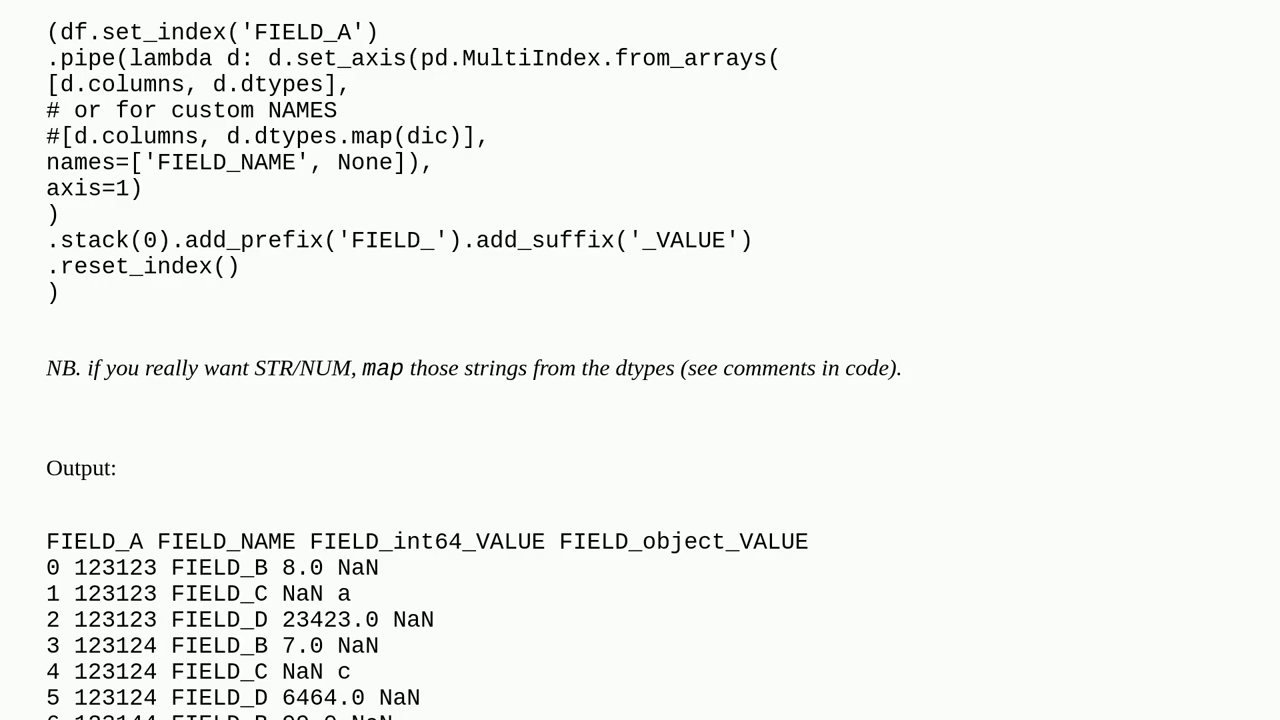 (df.set_index('FIELD_A')
.pipe(lambda d: d.set_axis(pd.MultiIndex.from_arrays(
[d.columns, d.dtypes],
# or for custom NAMES
#[d.columns, d.dtypes.map(dic)],
names=['FIELD_NAME', None]),
axis=1)
)
.stack(0).add_prefix('FIELD_').add_suffix('_VALUE')
.reset_index()
)
NB. if you really want STR/NUM, map those strings from the dtypes (see comments in code).
Output:
FIELD_A FIELD_NAME FIELD_int64_VALUE FIELD_object_VALUE
0 123123 FIELD_B 8.0 NaN
1 123123 FIELD_C NaN a
2 123123 FIELD_D 23423.0 NaN
3 123124 FIELD_B 7.0 NaN
4 123124 FIELD_C NaN c
5 123124 FIELD_D 6464.0 NaN